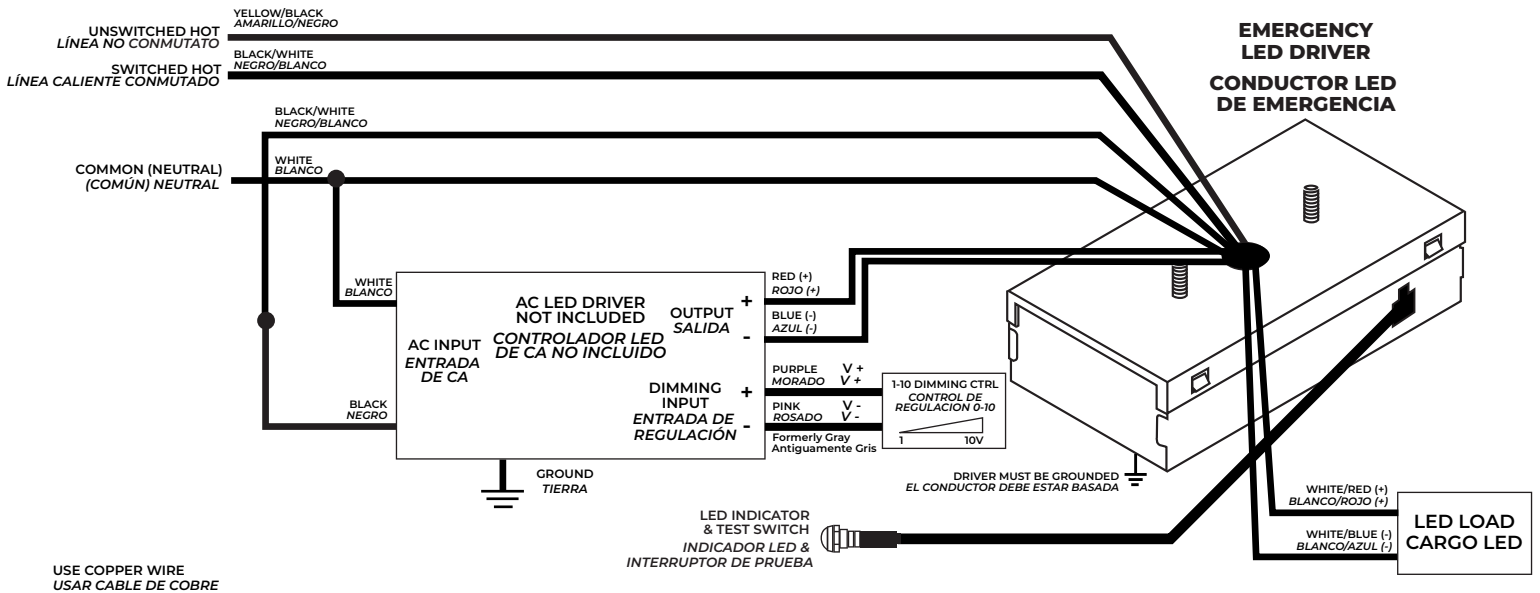 YELLOW/BLACK
AMARILLO/NEGRO
UNSWITCHED HOT
LÍNEA NO CONMUTATO
BLACK/WHITE
NEGRO/BLANCO
SWITCHED HOT
LÍNEA CALIENTE CONMUTADO
EMERGENCY
LED DRIVER
CONDUCTOR LED
DE EMERGENCIA
BLACK/WHITE
NEGRO/BLANCO
WHITE
BLANCO
COMMON (NEUTRAL)
(COMÚN) NEUTRAL
WHITE
BLANCO
AC INPUT
ENTRADA
DE CA
BLACK
NEGRO
AC LED DRIVER
NOT INCLUDED
CONTROLADOR LED
DE CA NO INCLUIDO
OUTPUT
SALIDA
+
-
RED (+)
ROJO (+)
BLUE (-)
AZUL (-)
DIMMING
INPUT
ENTRADA DE
REGULACIÓN
+
-
PURPLE V +
MORADO V +
PINK V -
ROSADO V -
Formerly Gray
Antiguamente Gris
1-10 DIMMING CTRL
CONTROL DE
REGULACION 0-10
1 10V
GROUND
TIERRA
DRIVER MUST BE GROUNDED
EL CONDUCTOR DEBE ESTAR BASADA
LED INDICATOR
& TEST SWITCH
INDICADOR LED &
INTERRUPTOR DE PRUEBA
WHITE/RED (+)
BLANCO/ROJO (+)
WHITE/BLUE (-)
BLANCO/AZUL (-)
LED LOAD
CARGO LED
USE COPPER WIRE
USAR CABLE DE COBRE